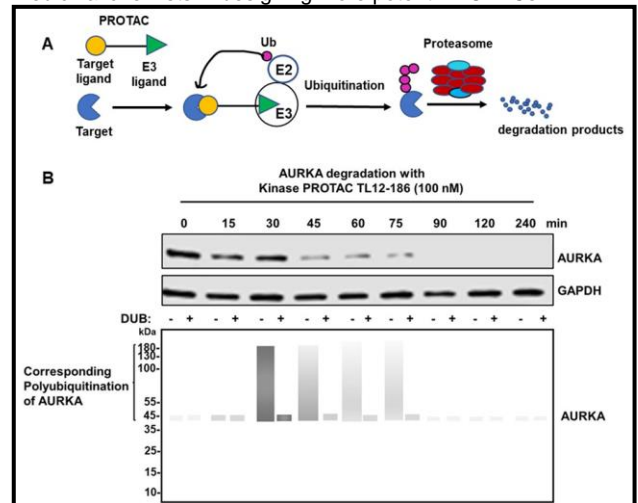 PROTAC
A
Ub
Proteasome
E2
Target
ligand
E3
ligand
Ubiquitination
E3
Target
degradation products
B
AURKA degradation with
Kinase PROTAC TL12-186 (100 nM)
0 15 30 45 60 75 90 120 240 min
AURKA
GAPDH
DUB: - + - + - + - + - + - + - + - + - +
kDa
180-
130-
100-
Corresponding
Polyubiquitination
of AURKA
55-
45-
AURKA
35-
25-
15-
10-